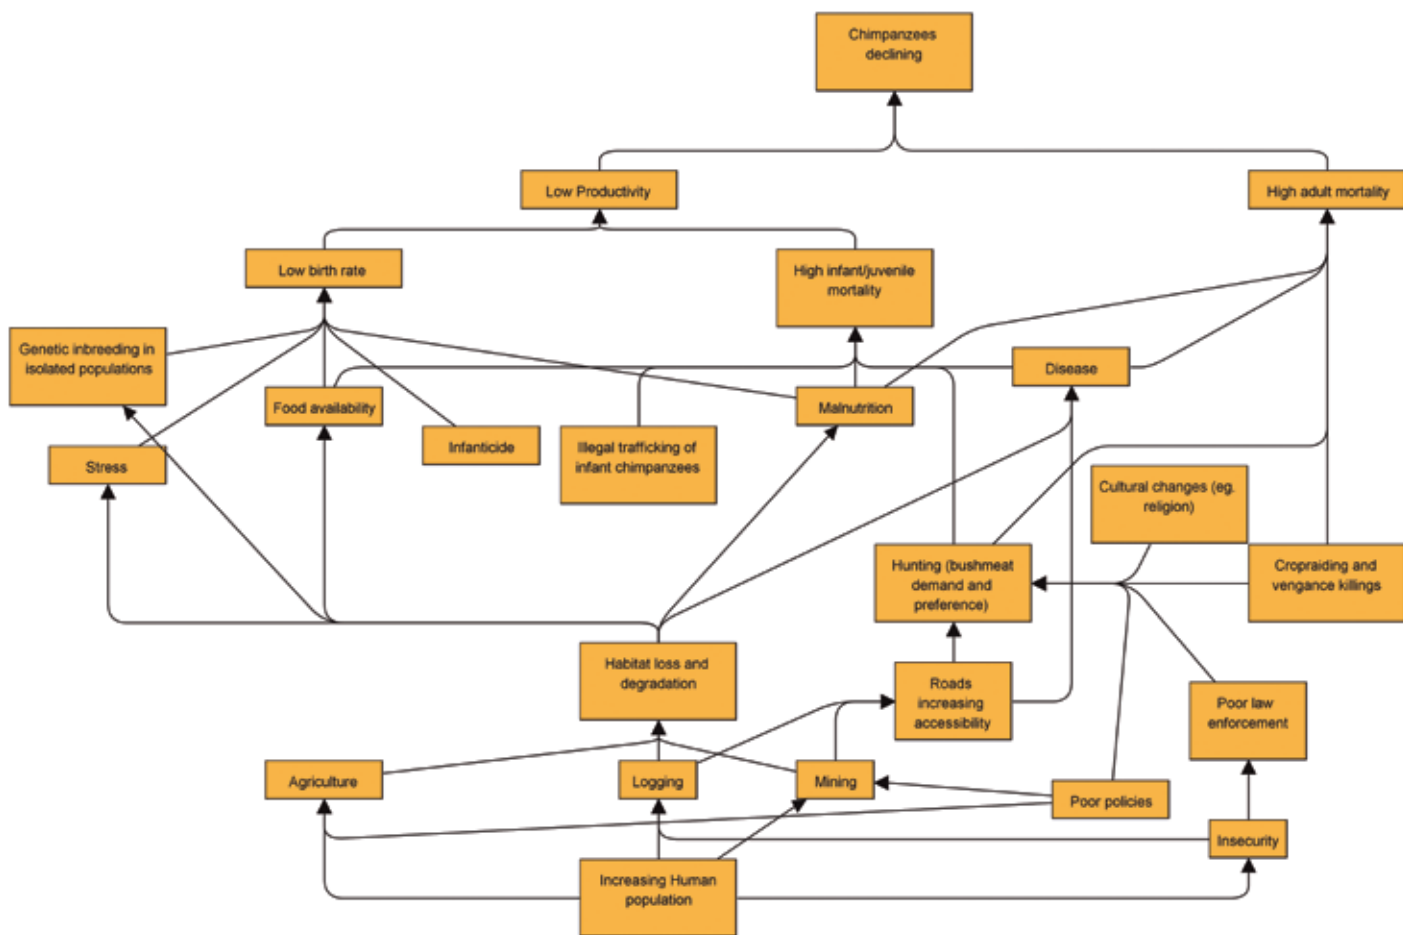 Chimpanzees
declining
Low Productivity
High adult mortality
Low birth rate
High infant/juvenile
mortality
Genetic inbreeding in
isolated populations
Disease
Food availability
Malnutrition
Infanticide
Illegal trafficking of
infant chimpanzees
Stress
Cultural changes (eg.
religion)
Hunting (bushmeat
demand and
preference)
Cropraiding and
vengance killings
Habitat loss and
degradation
Roads
increasing
accessibility
Poor law
enforcement
Agriculture
Logging
Mining
Poor policies
Insecurity
Increasing Human
population